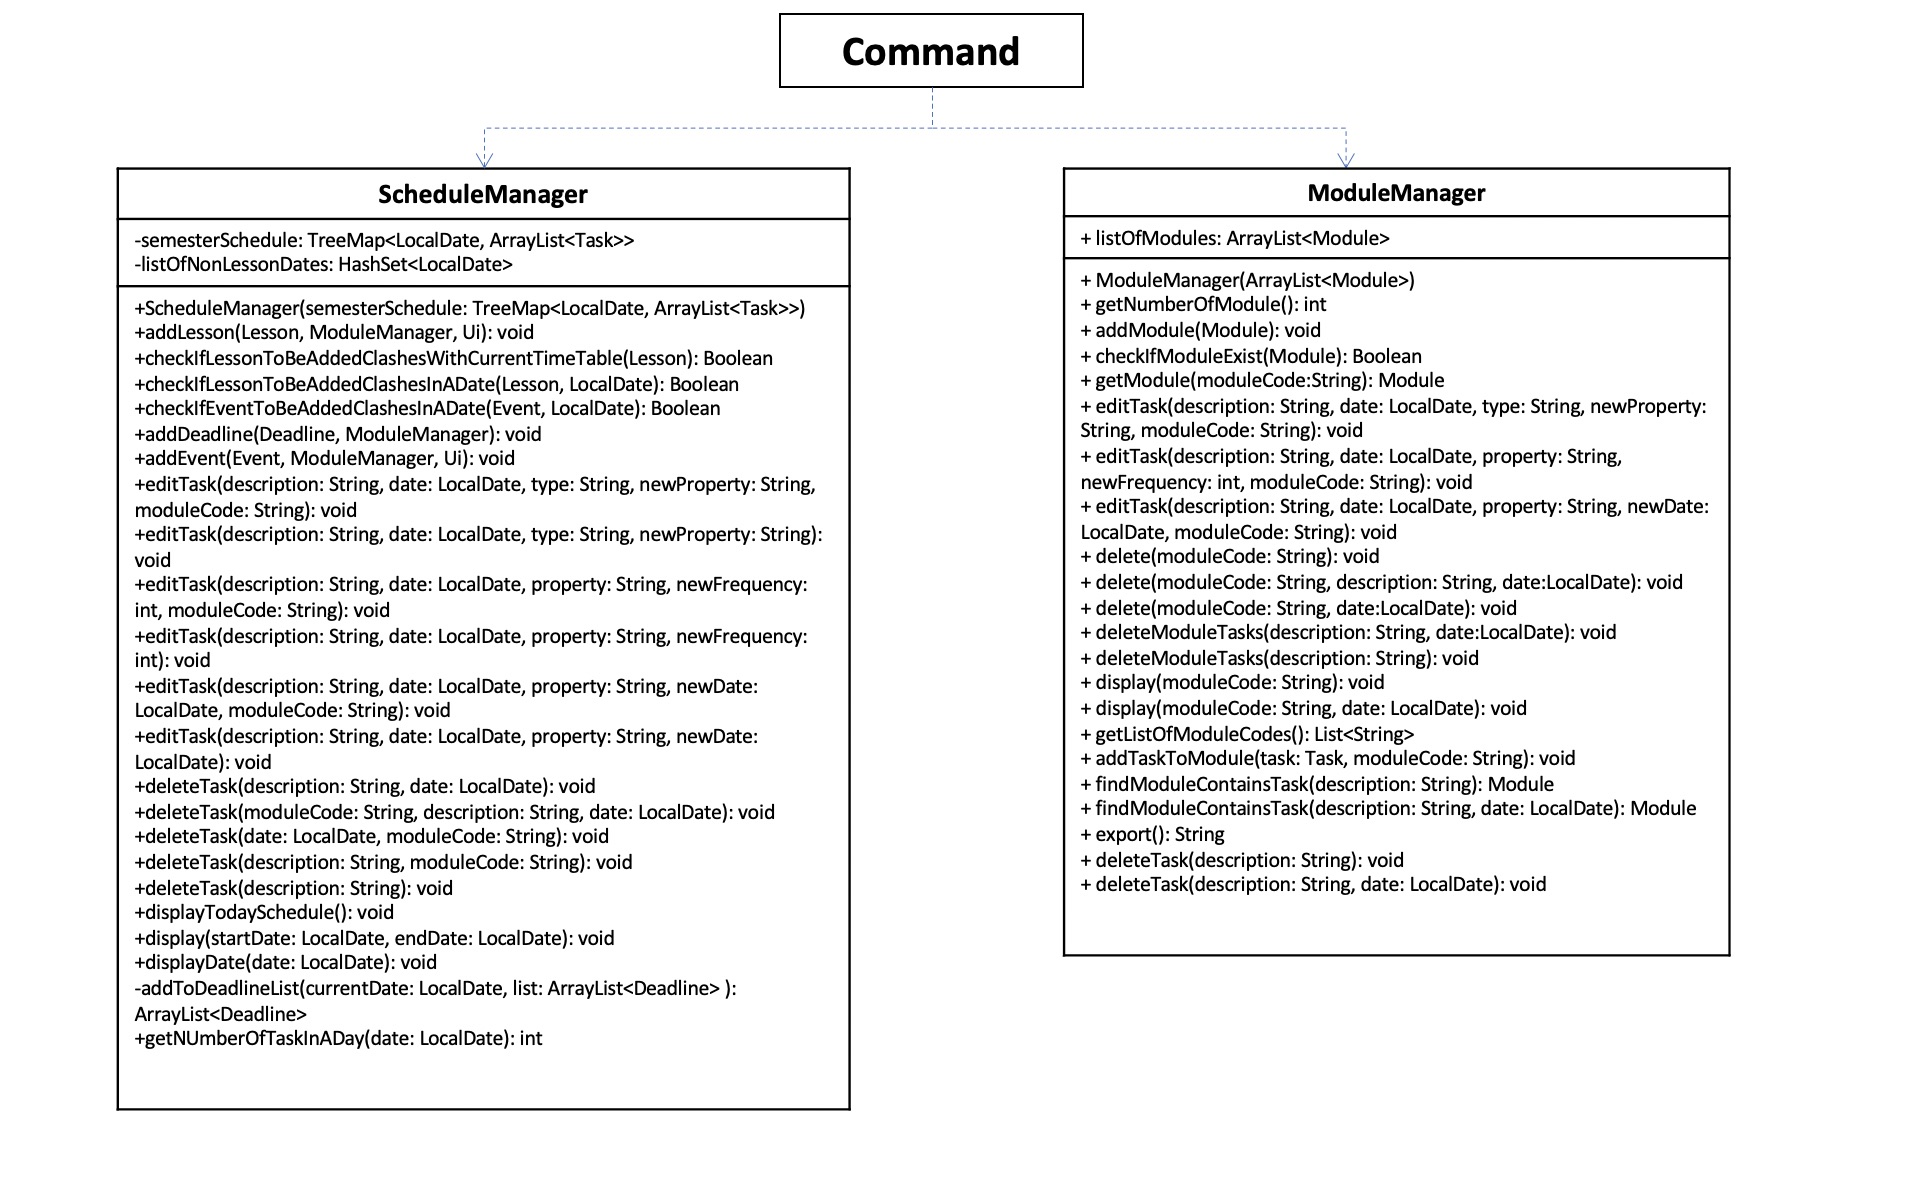 Command
ScheduleManager
-semesterSchedule: TreeMap<LocalDate, ArrayList<Task>>
-listOfNonLessonDates: HashSet<LocalDate>
+ScheduleManager(semesterSchedule: TreeMap<LocalDate, ArrayList<Task>>)
+addLesson(Lesson, ModuleManager, Ui): void
+checkIfLessonToBeAddedClashesWithCurrentTimeTable(Lesson): Boolean
+checkIfLessonToBeAddedClashesInADate(Lesson, LocalDate): Boolean
+checkIfEventToBeAddedClashesInADate(Event, LocalDate): Boolean
+addDeadline(Deadline, ModuleManager): void
+addEvent(Event, ModuleManager, Ui): void
+editTask(description: String, date: LocalDate, type: String, newProperty: String,
moduleCode: String): void
+editTask(description: String, date: LocalDate, type: String, newProperty: String):
void
+editTask(description: String, date: LocalDate, property: String, newFrequency:
int, moduleCode: String): void
+editTask(description: String, date: LocalDate, property: String, newFrequency:
int): void
+editTask(description: String, date: LocalDate, property: String, newDate:
LocalDate, moduleCode: String): void
+editTask(description: String, date: LocalDate, property: String, newDate:
LocalDate): void
+deleteTask(description: String, date: LocalDate): void
+deleteTask(moduleCode: String, description: String, date: LocalDate): void
+deleteTask(date: LocalDate, moduleCode: String): void
+deleteTask(description: String, moduleCode: String): void
+deleteTask(description: String): void
+displayTodaySchedule(): void
+display(startDate: LocalDate, endDate: LocalDate): void
+displayDate(date: LocalDate): void
-addToDeadlineList(currentDate: LocalDate, list: ArrayList<Deadline> ):
ArrayList<Deadline>
+getNUmberOfTaskInADay(date: LocalDate): int
ModuleManager
+ listOfModules: ArrayList<Module>
+ ModuleManager(ArrayList<Module>)
+ getNumberOfModule(): int
+ addModule(Module): void
+ checkIfModuleExist(Module): Boolean
+ getModule(moduleCode:String): Module
+ editTask(description: String, date: LocalDate, type: String, newProperty:
String, moduleCode: String): void
+ editTask(description: String, date: LocalDate, property: String,
newFrequency: int, moduleCode: String): void
+ editTask(description: String, date: LocalDate, property: String, newDate:
LocalDate, moduleCode: String): void
+ delete(moduleCode: String): void
+ delete(moduleCode: String, description: String, date:LocalDate): void
+ delete(moduleCode: String, date:LocalDate): void
+ deleteModuleTasks(description: String, date:LocalDate): void
+ deleteModuleTasks(description: String): void
+ display(moduleCode: String): void
+ display(moduleCode: String, date: LocalDate): void
+ getListOfModuleCodes(): List<String>
+ addTaskToModule(task: Task, moduleCode: String): void
+ findModuleContainsTask(description: String): Module
+ findModuleContainsTask(description: String, date: LocalDate): Module
+ export(): String
+ deleteTask(description: String): void
+ deleteTask(description: String, date: LocalDate): void